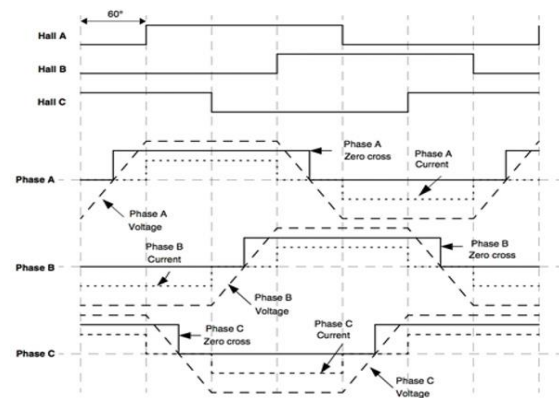 60°
Hall A
Hall B
Hall C
Phase A
Zero cross
Phase A
Current
Phase A
Phase A
Voltage
Phase B
Current
Phase B
Zero cross
Phase B
Phase B
Voltage
Phase C
Zero cross
Phase C
Current
Phase C
Phase C
Voltage